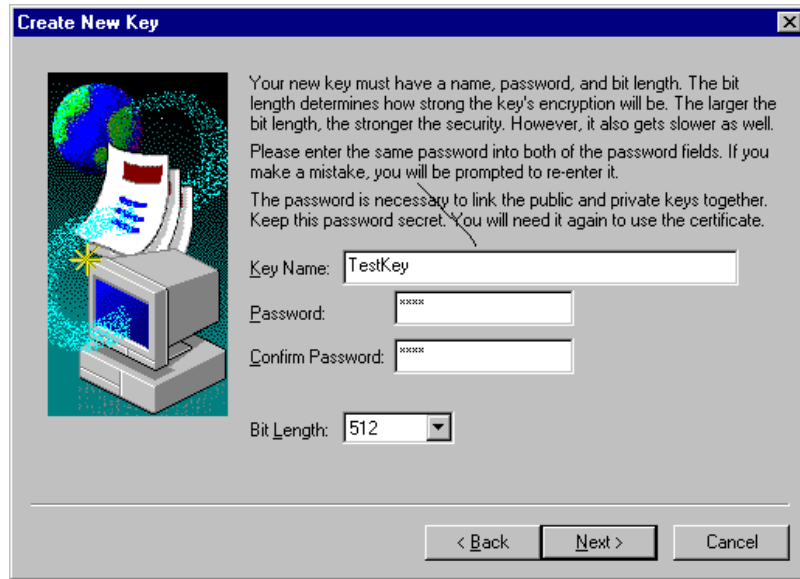 Create New Key
Your new key must have a name, password, and bit length. The bit
length determines how strong the key's encryption will be. The larger the
bit length, the stronger the security. However, it also gets slower as well.
Please enter the same password into both of the password fields. If you
make a mistake, you will be prompted to re-enter it.
The password is necessary to link the public and private keys together.
Keep this password secret. You will need it again to use the certificate.
Key Name: TestKey
Password: ****
Confirm Password: ****
Bit Length: 512
< Back Next > Cancel